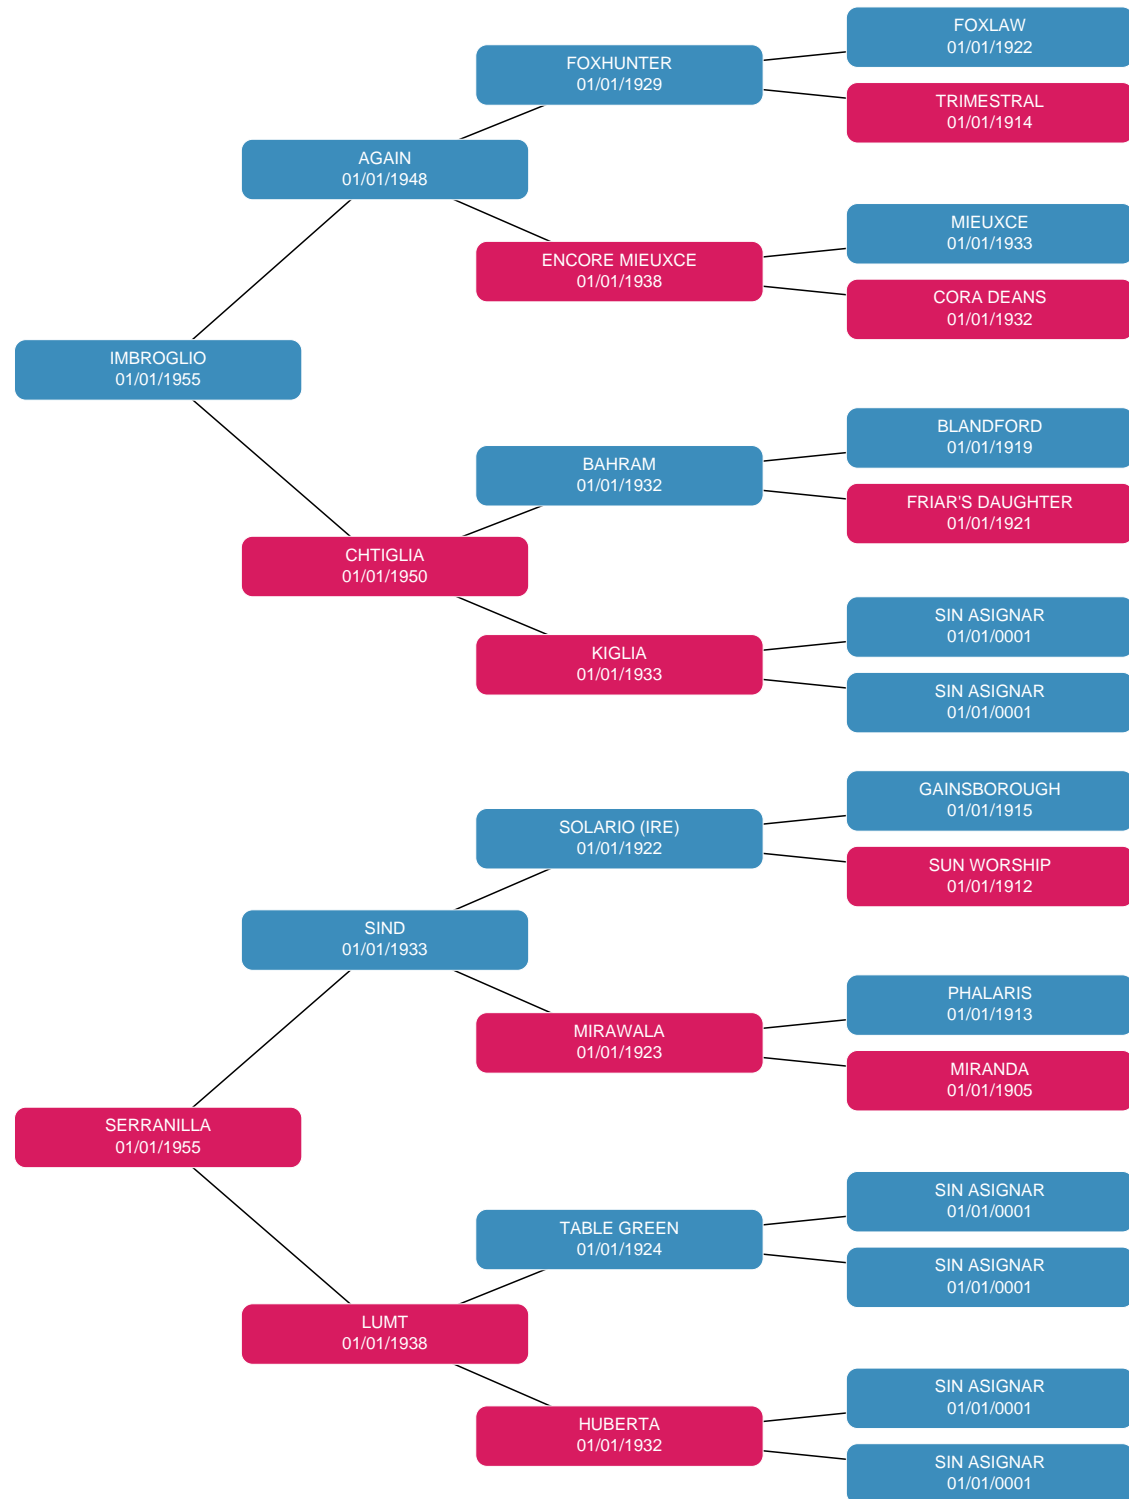 FOXLAW
01/01/1922
FOXHUNTER
01/01/1929
TRIMESTRAL
01/01/1914
AGAIN
01/01/1948
MIEUXCE
01/01/1933
ENCORE MIEUXCE
01/01/1938
CORA DEANS
01/01/1932
IMBROGLIO
01/01/1955
BLANDFORD
01/01/1919
BAHRAM
01/01/1932
FRIAR'S DAUGHTER
01/01/1921
CHTIGLIA
01/01/1950
SIN ASIGNAR
01/01/0001
KIGLIA
01/01/1933
SIN ASIGNAR
01/01/0001
GAINSBOROUGH
01/01/1915
SOLARIO (IRE)
01/01/1922
SUN WORSHIP
01/01/1912
SIND
01/01/1933
PHALARIS
01/01/1913
MIRAWALA
01/01/1923
MIRANDA
01/01/1905
SERRANILLA
01/01/1955
SIN ASIGNAR
01/01/0001
TABLE GREEN
01/01/1924
SIN ASIGNAR
01/01/0001
LUMT
01/01/1938
SIN ASIGNAR
01/01/0001
HUBERTA
01/01/1932
SIN ASIGNAR
01/01/0001